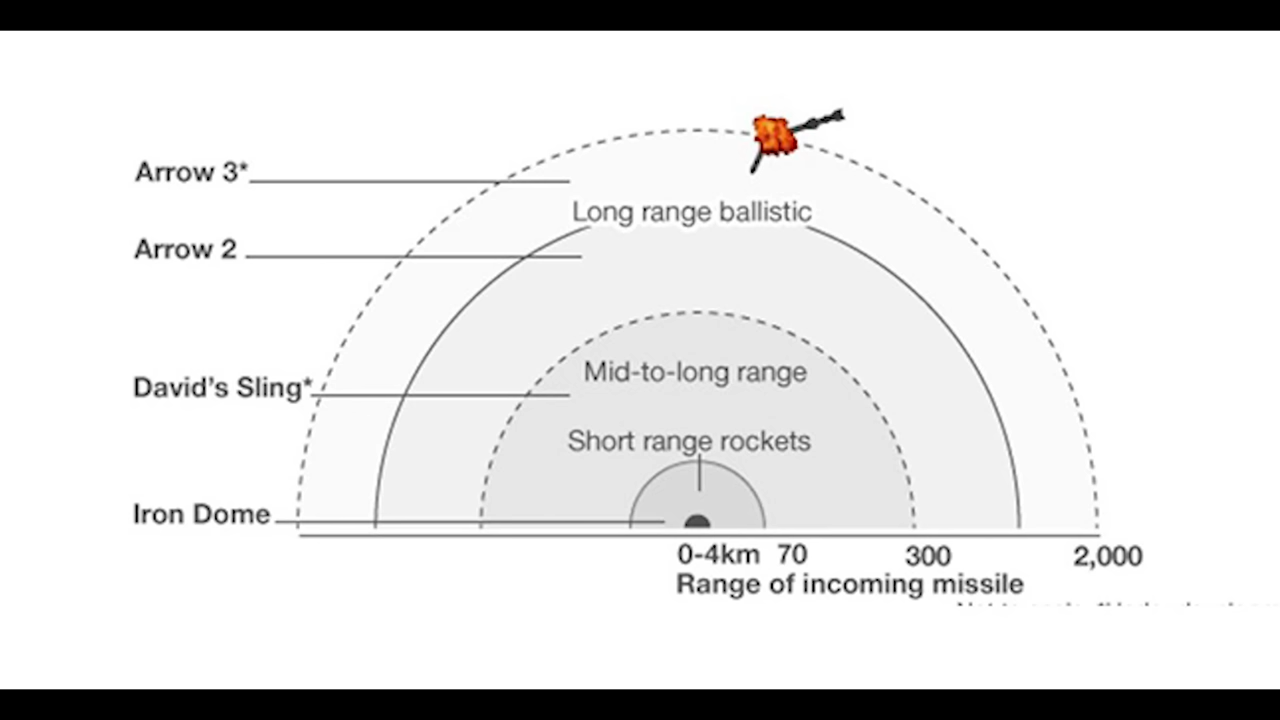 Arrow 3*
Long range ballistic
Arrow 2
Mid-to-long range
David's Sling*
Short range rockets
Iron Dome
0-4km 70 300 2,000
Range of incoming missile